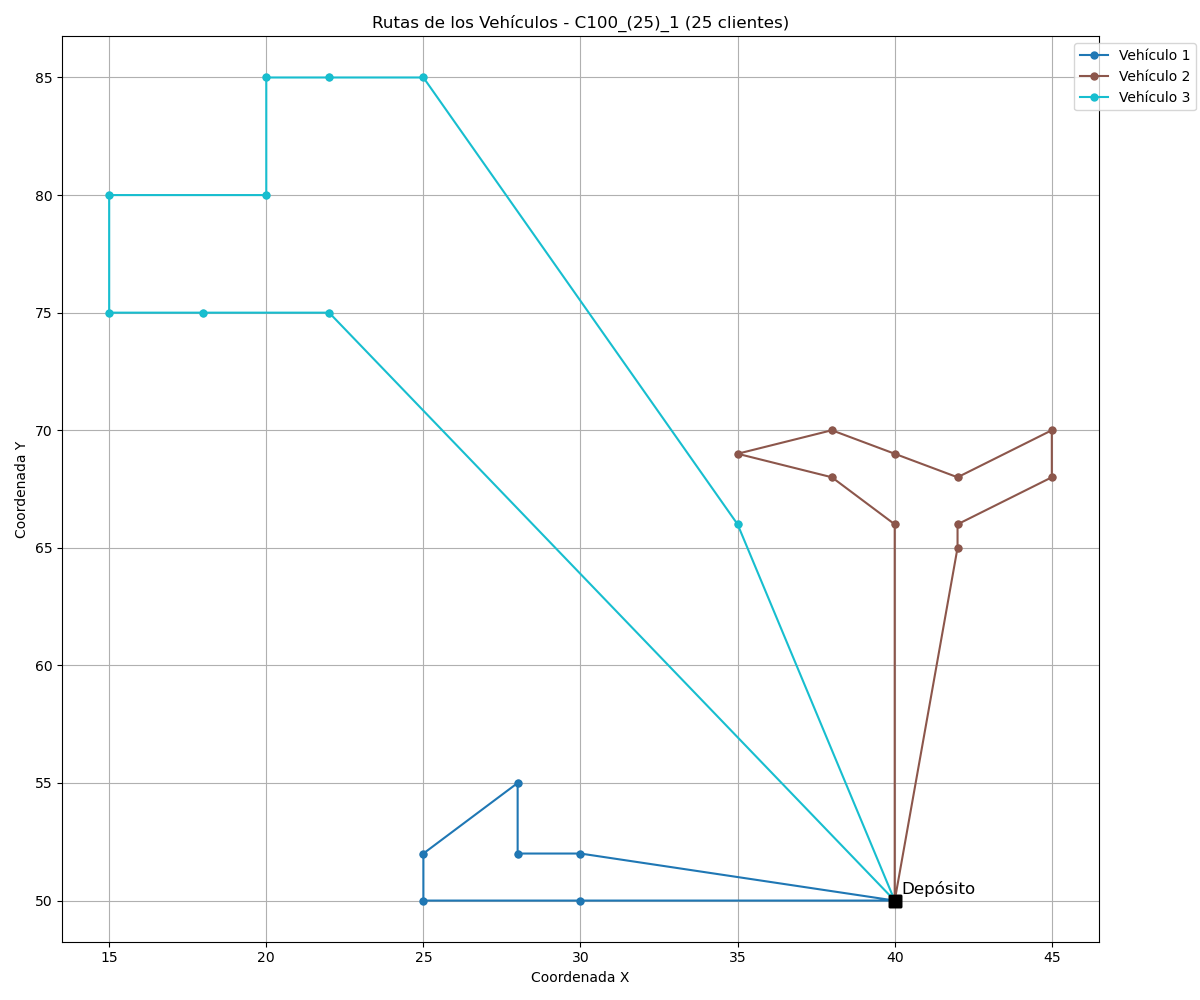 Rutas de los Vehículos - C100_(25)_1 (25 clientes)
Vehículo 1
Vehículo 2
Vehículo 3
85
80
75
70
65
60
55
50
Coordenada Y
Depósito
15
20
25
30
35
40
45
Coordenada X